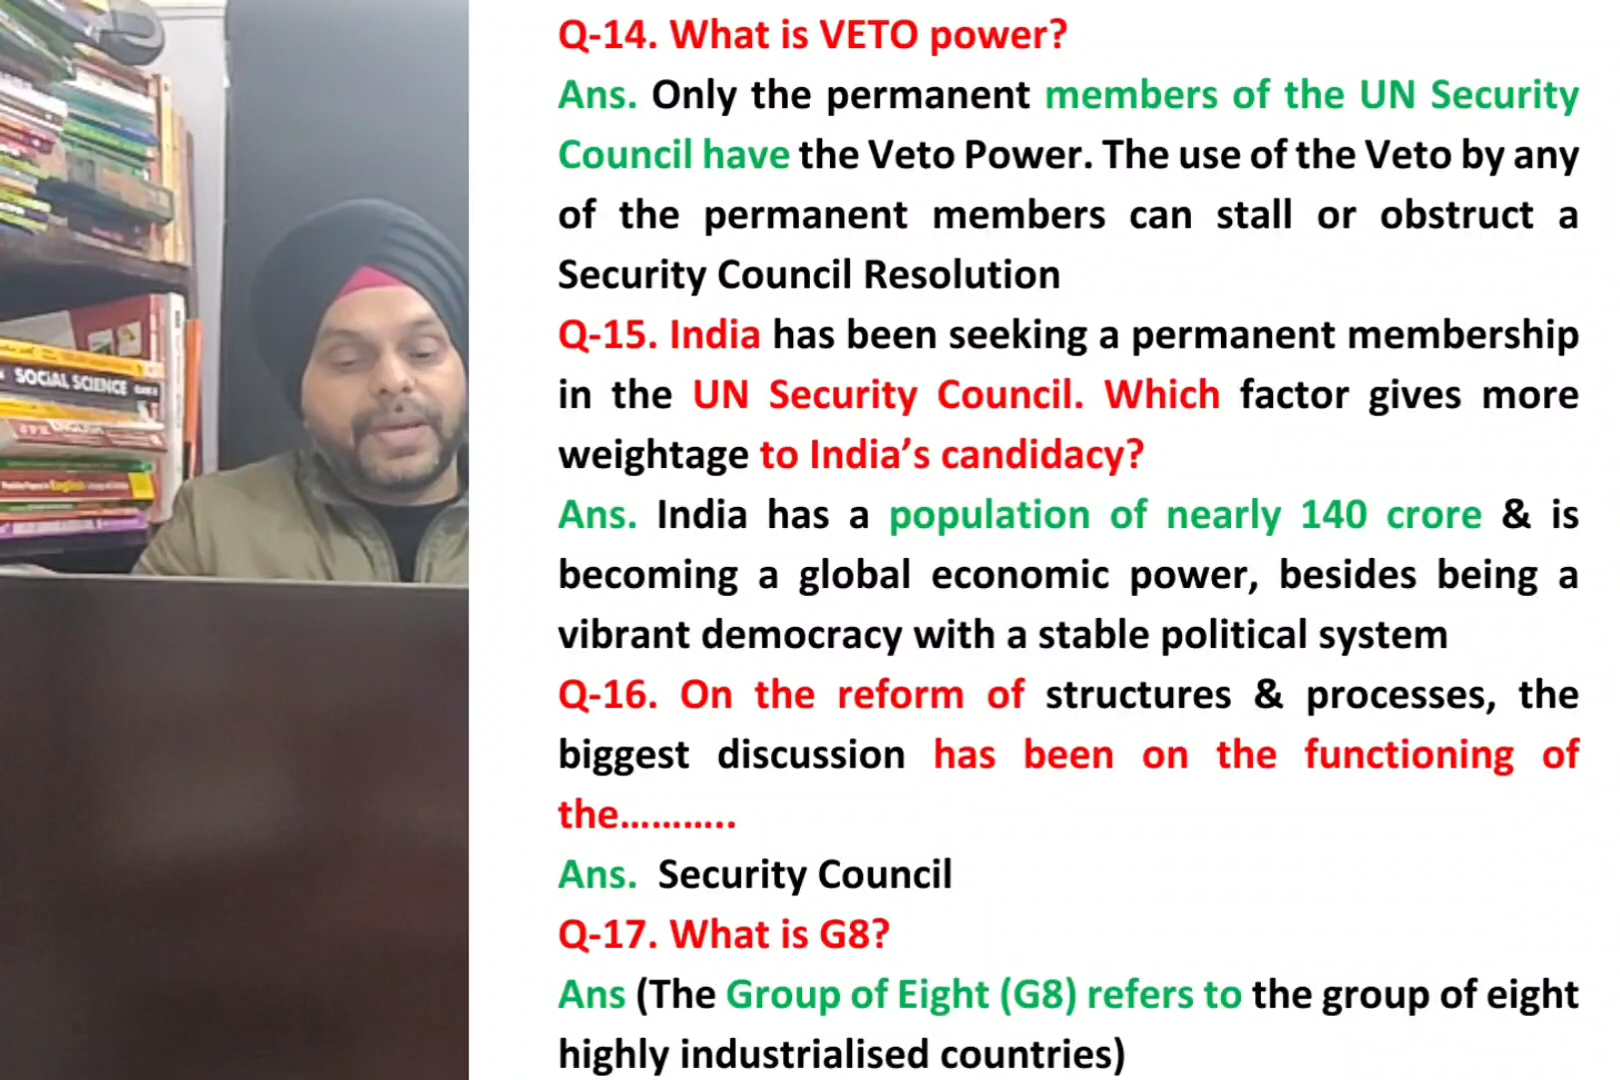 SOCIAL SCIENCE
ENGLISH
English
Q-14. What is VETO power?
Ans. Only the permanent members of the UN Security
Council have the Veto Power. The use of the Veto by any
of the permanent members can stall or obstruct a
Security Council Resolution
Q-15. India has been seeking a permanent membership
in the UN Security Council. Which factor gives more
weightage to India’s candidacy?
Ans. India has a population of nearly 140 crore & is
becoming a global economic power, besides being a
vibrant democracy with a stable political system
Q-16. On the reform of structures & processes, the
biggest discussion has been on the functioning of
the………..
Ans. Security Council
Q-17. What is G8?
Ans (The Group of Eight (G8) refers to the group of eight
highly industrialised countries)